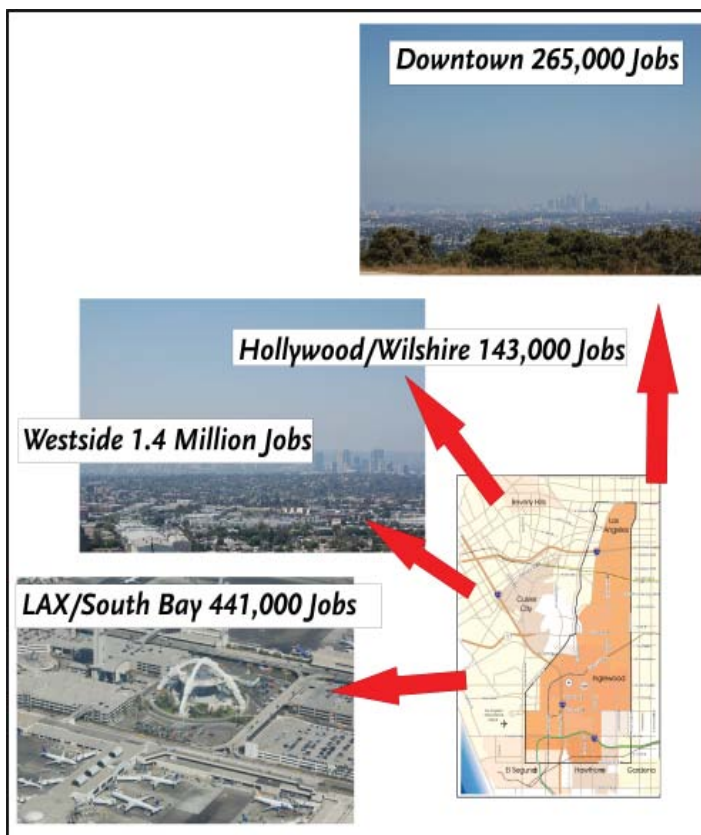 Downtown 265,000 Jobs
Hollywood/Wilshire 143,000 Jobs
Westside 1.4 Million Jobs
LAX/South Bay 441,000 Jobs
Beverly Hills
Los
Angeles
Culver
City
Inglewood
El Segundo
Hawthorne
Gardena